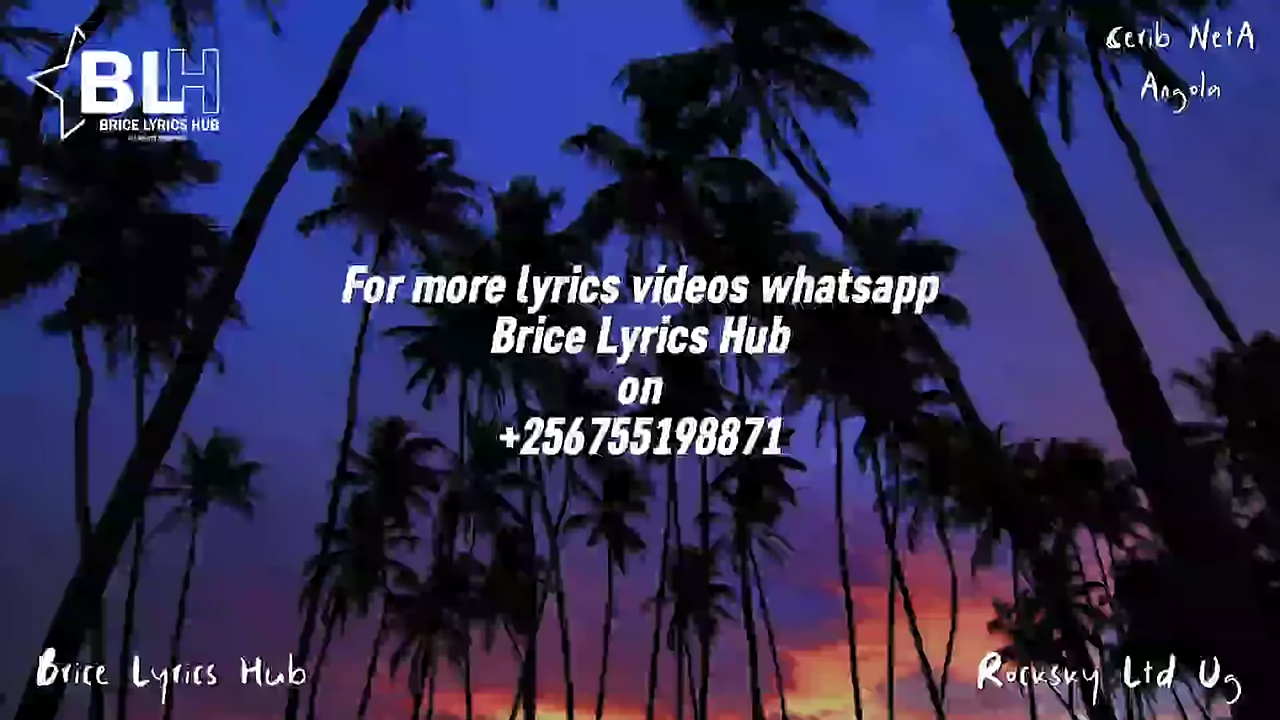 BLH
BRICE LYRICS HUB
Cerib NetA
Angola
For more lyrics videos whatsapp
Brice Lyrics Hub
on
+256755198871
Brice Lyrics Hub
Rocksky Ltd Ug